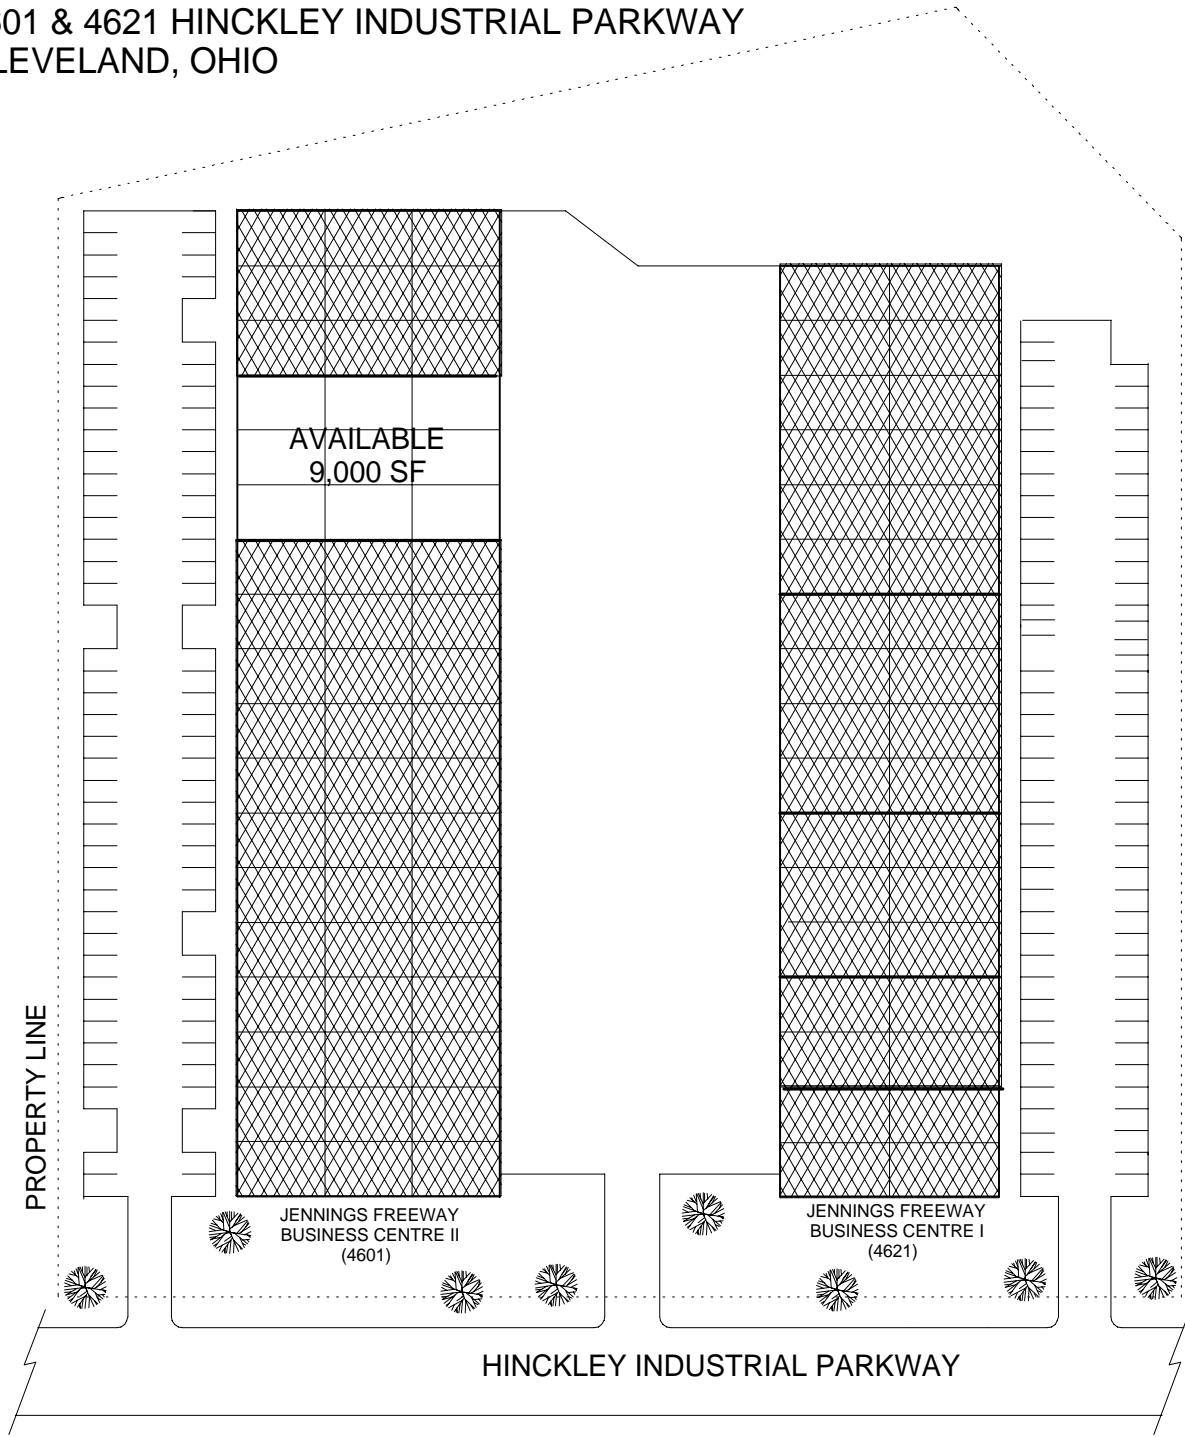 601 & 4621 HINCKLEY INDUSTRIAL PARKWAY
LEVELAND, OHIO
AVAILABLE
9,000 SF
PROPERTY LINE
JENNINGS FREEWAY
BUSINESS CENTRE II
(4601)
JENNINGS FREEWAY
BUSINESS CENTRE I
(4621)
HINCKLEY INDUSTRIAL PARKWAY